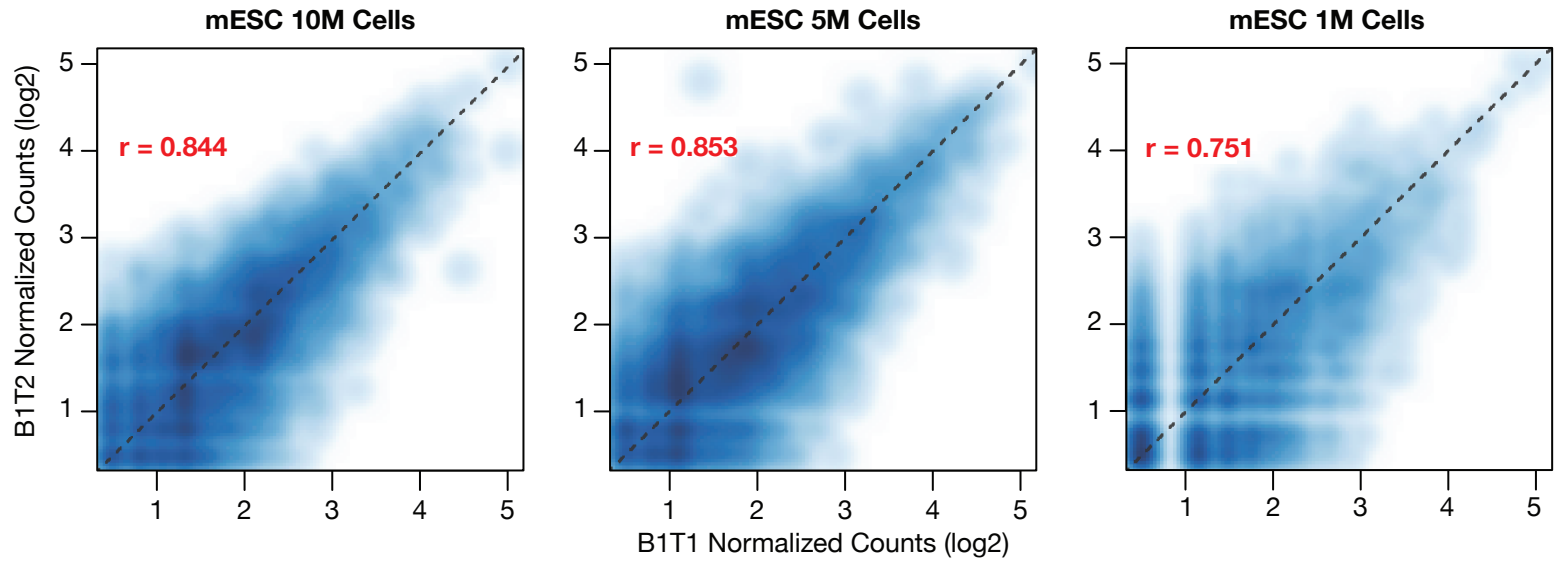 mESC 10M Cells
mESC 5M Cells
mESC 1M Cells
B1T2 Normalized Counts (log2)
5
4
3
2
1
r = 0.844
1 2 3 4 5
5
4
3
2
1
r = 0.853
1 2 3 4 5
5
4
3
2
1
r = 0.751
1 2 3 4 5
B1T1 Normalized Counts (log2)